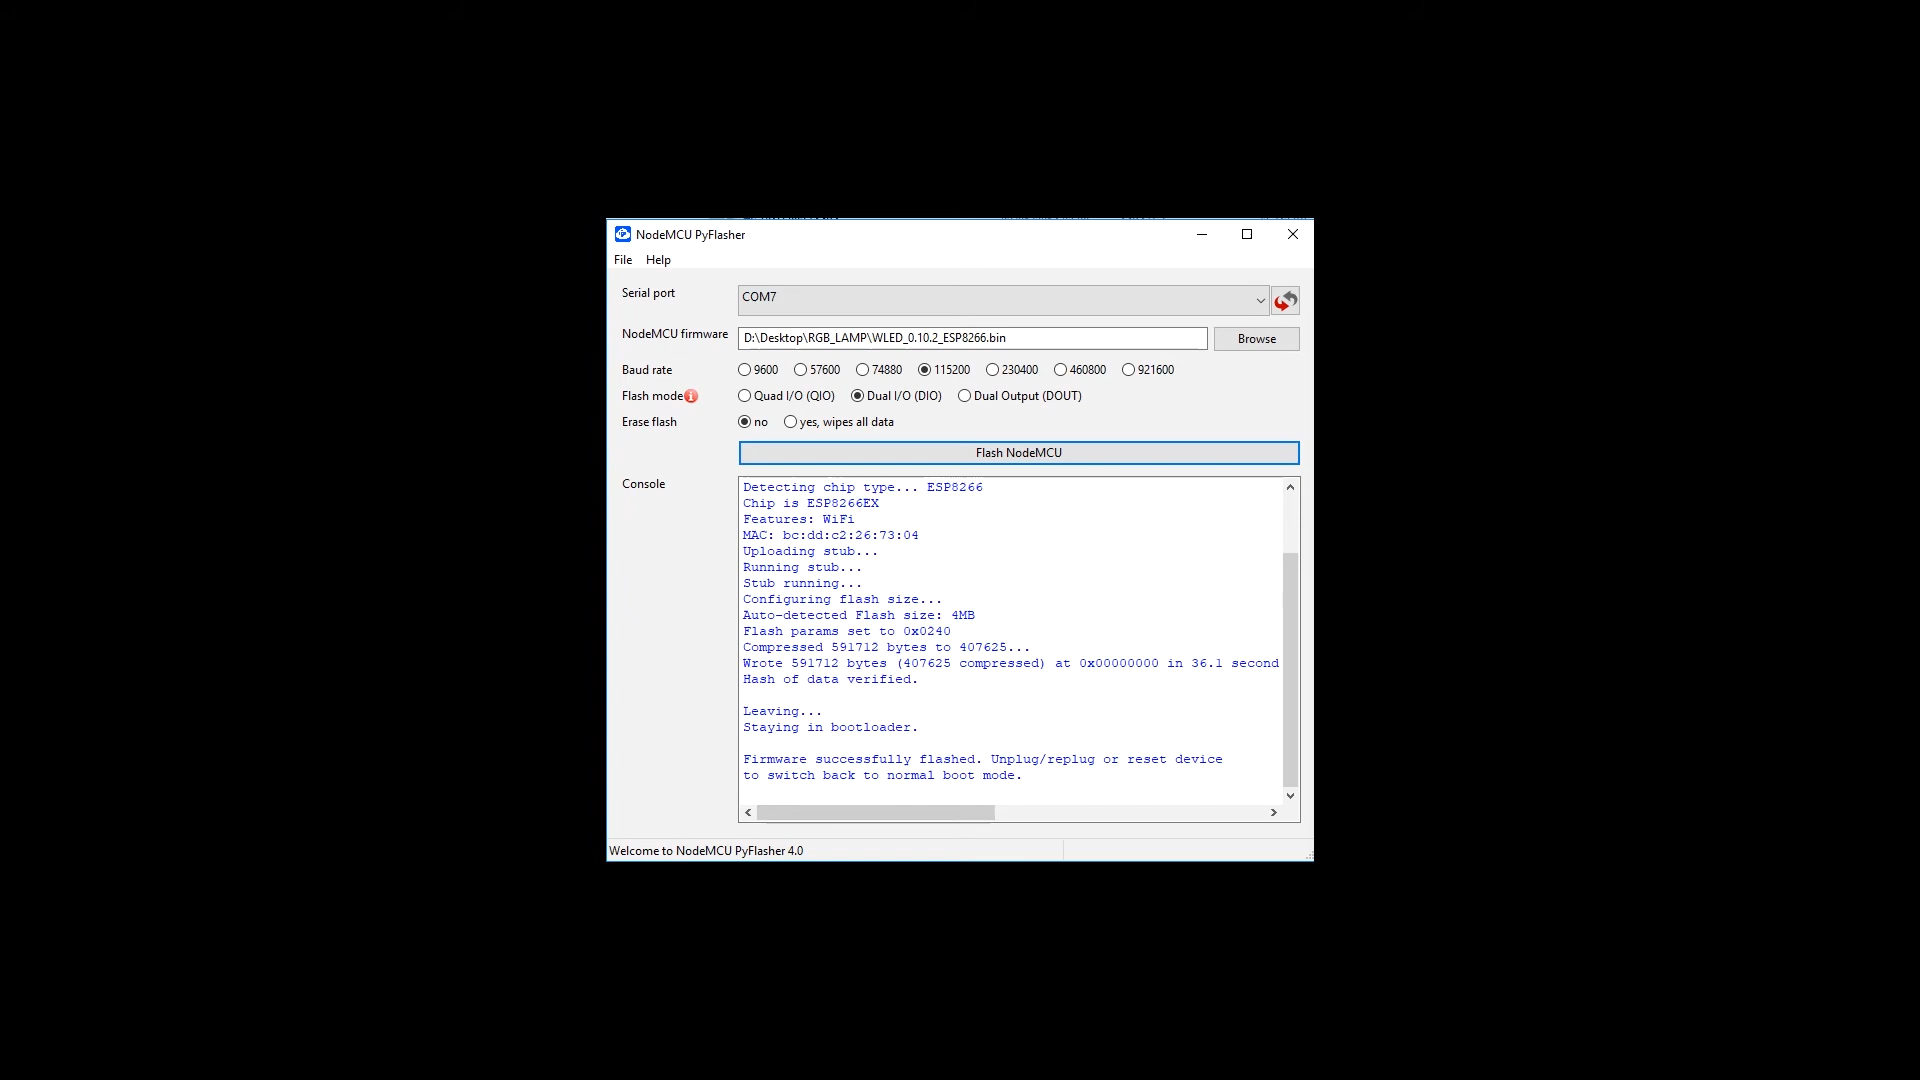 NodeMCU PyFlasher
File Help
Serial port COM7
NodeMCU firmware D:\Desktop\RGB_LAMP\WLED_0.10.2_ESP8266.bin Browse
Baud rate 9600 57600 74880 115200 230400 460800 921600
Flash mode Quad I/O (QIO) Dual I/O (DIO) Dual Output (DOUT)
Erase flash no yes, wipes all data
Flash NodeMCU
Console
Detecting chip type... ESP8266
Chip is ESP8266EX
Features: WiFi
MAC: bc:dd:c2:26:73:04
Uploading stub...
Running stub...
Stub running...
Configuring flash size...
Auto-detected Flash size: 4MB
Flash params set to 0x0240
Compressed 591712 bytes to 407625...
Wrote 591712 bytes (407625 compressed) at 0x00000000 in 36.1 second
Hash of data verified.
Leaving...
Staying in bootloader.
Firmware successfully flashed. Unplug/replug or reset device
to switch back to normal boot mode.
Welcome to NodeMCU PyFlasher 4.0